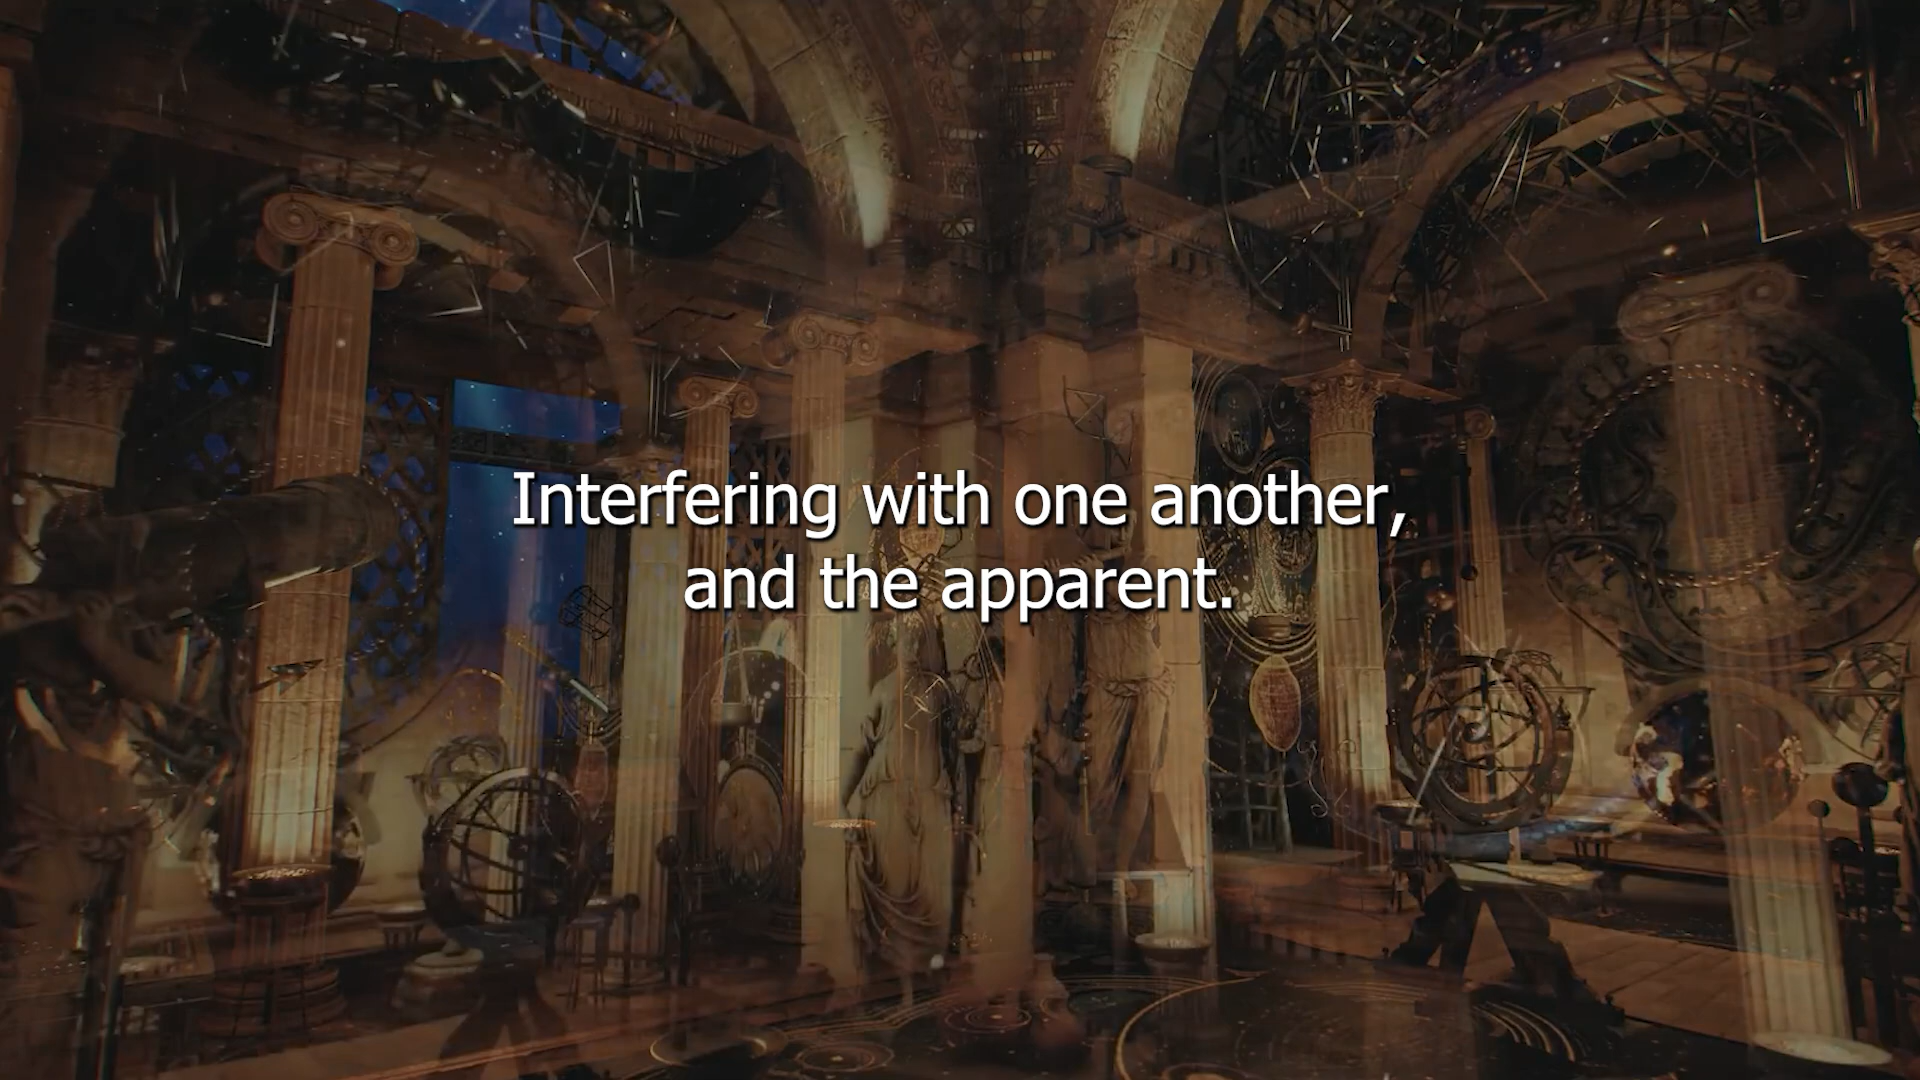 Interfering with one another,
and the apparent.